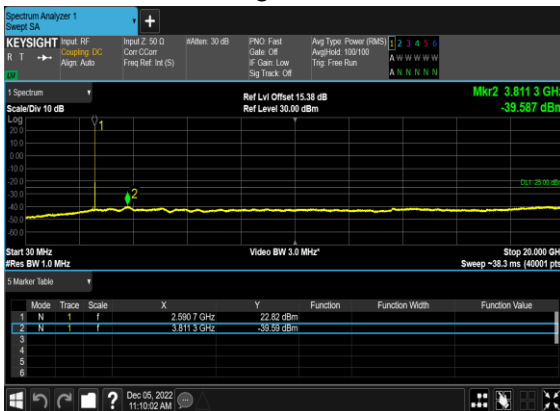 Spectrum Analyzer 1
Swept SA
KEYSIGHT Input: RF Input Z: 50 Ω #Atten: 30 dB PNO: Fast Avg Type: Power (RMS) 1 2 3 4 5 6
R T Coupling: DC Corr CCorr Gate: Off Avg|Hold: 100/100 A W W W W W
Align: Auto Freq Ref: Int (S) IF Gain: Low Trig: Free Run
Sig Track: Off A N N N N N
LV
1 Spectrum Ref Lvl Offset 15.38 dB Mkr2 3.811 3 GHz
Scale/Div 10 dB Ref Level 30.00 dBm -39.587 dBm
Log
20.0 1
10.0
0.00
-10.0
-20.0 DL1 -25.00 dBm
-30.0
-40.0 2
-50.0
-60.0
Start 30 MHz Video BW 3.0 MHz* Stop 20.000 GHz
#Res BW 1.0 MHz Sweep ~38.3 ms (40001 pts)
5 Marker Table
Mode Trace Scale X Y Function Function Width Function Value
1 N 1 f 2.590 7 GHz 22.82 dBm
2 N 1 f 3.811 3 GHz -39.59 dBm
3
4
5
6
? Dec 05, 2022
11:10:02 AM